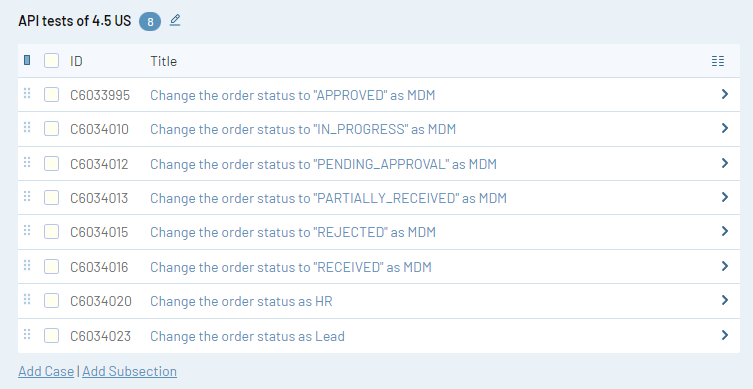 API tests of 4.5 US 8
ID Title
C6033995 Change the order status to "APPROVED" as MDM
C6034010 Change the order status to "IN_PROGRESS" as MDM
C6034012 Change the order status to "PENDING_APPROVAL" as MDM
C6034013 Change the order status to "PARTIALLY_RECEIVED" as MDM
C6034015 Change the order status to "REJECTED" as MDM
C6034016 Change the order status to "RECEIVED" as MDM
C6034020 Change the order status as HR
C6034023 Change the order status as Lead
Add Case | Add Subsection